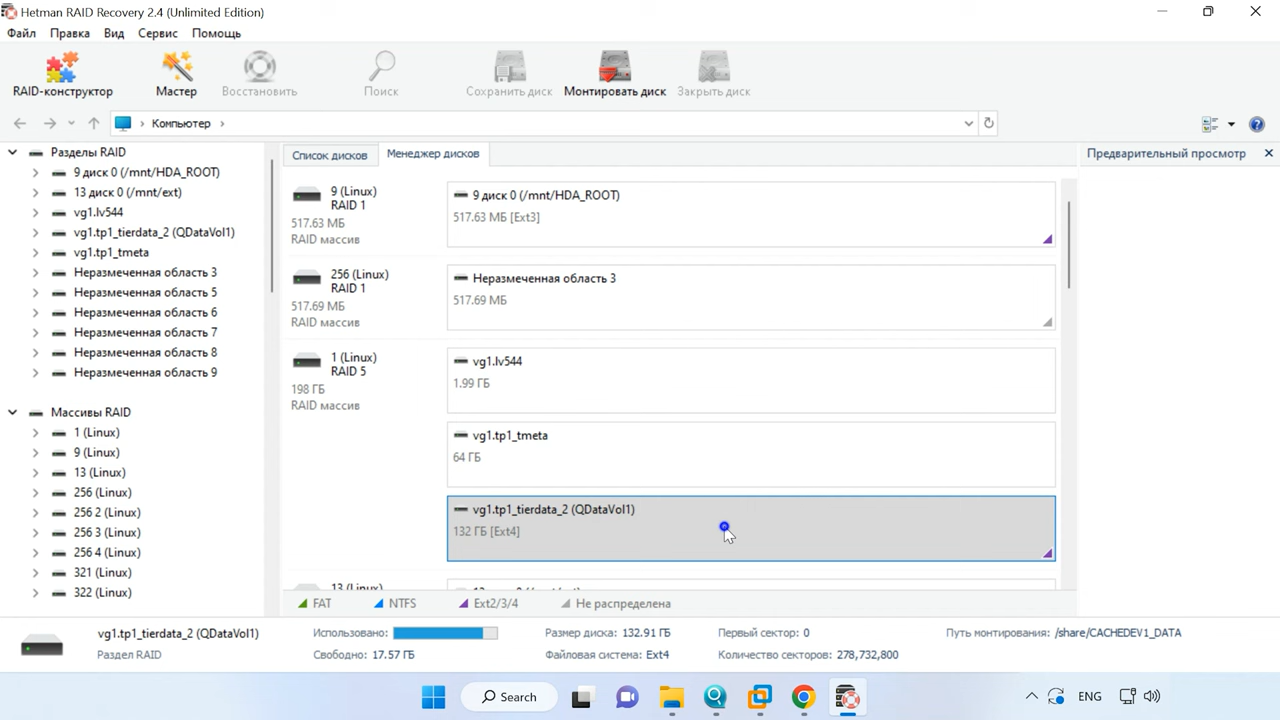 Hetman RAID Recovery 2.4 (Unlimited Edition)
Файл Правка Вид Сервис Помощь
RAID-конструктор Мастер Восстановить Поиск Сохранить диск Монтировать диск Закрыть диск
Компьютер
Разделы RAID
9 диск 0 (/mnt/HDA_ROOT)
13 диск 0 (/mnt/ext)
vg1.lv544
vg1.tp1_tierdata_2 (QDataVol1)
vg1.tp1_tmeta
Неразмеченная область 3
Неразмеченная область 5
Неразмеченная область 6
Неразмеченная область 7
Неразмеченная область 8
Неразмеченная область 9
Массивы RAID
1 (Linux)
9 (Linux)
13 (Linux)
256 (Linux)
256 2 (Linux)
256 3 (Linux)
256 4 (Linux)
321 (Linux)
322 (Linux)
Список дисков Менеджер дисков
9 (Linux)
RAID 1
517.63 МБ
RAID массив
9 диск 0 (/mnt/HDA_ROOT)
517.63 МБ [Ext3]
256 (Linux)
RAID 1
517.69 МБ
RAID массив
Неразмеченная область 3
517.69 МБ
1 (Linux)
RAID 5
198 ГБ
RAID массив
vg1.lv544
1.99 ГБ
vg1.tp1_tmeta
64 ГБ
vg1.tp1_tierdata_2 (QDataVol1)
132 ГБ [Ext4]
13 (Linux)
FAT NTFS Ext2/3/4 Не распределена
Предварительный просмотр
vg1.tp1_tierdata_2 (QDataVol1) Использовано: Размер диска: 132.91 ГБ Первый сектор: 0 Путь монтирования: /share/CACHEDEV1_DATA
Раздел RAID Свободно: 17.57 ГБ Файловая система: Ext4 Количество секторов: 278,732,800
Search ENG